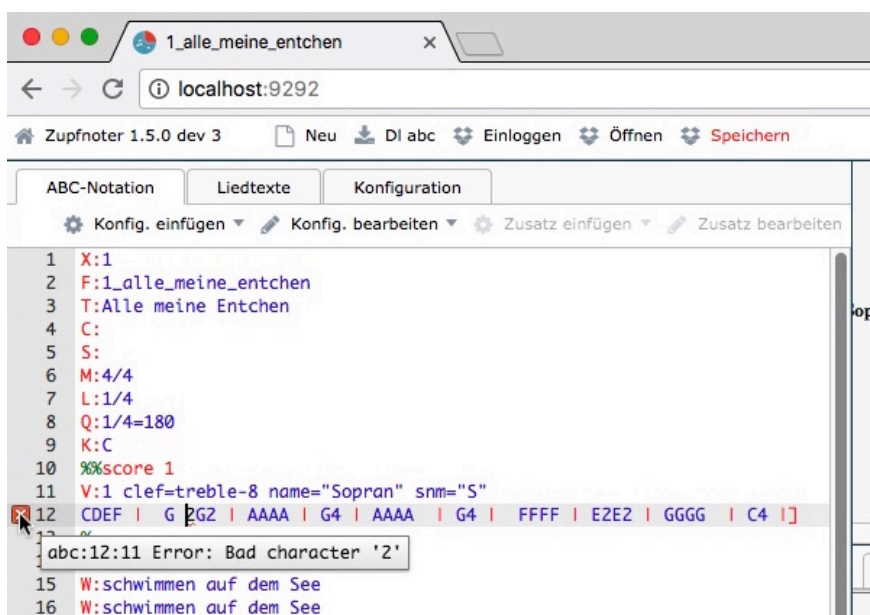 1_alle_meine_entchen
localhost:9292
Zupfnoter 1.5.0 dev 3 Neu Dl abc Einloggen Öffnen Speichern
ABC-Notation Liedtexte Konfiguration
Konfig. einfügen Konfig. bearbeiten Zusatz einfügen Zusatz bearbeiten
1 X:1
2 F:1_alle_meine_entchen
3 T:Alle meine Entchen
4 C:
5 S:
6 M:4/4
7 L:1/4
8 Q:1/4=180
9 K:C
10 %%score 1
11 V:1 clef=treble-8 name="Sopran" snm="S"
12 CDEF | G 2G2 | AAAA | G4 | AAAA | G4 | FFFF | E2E2 | GGGG | C4 |]
abc:12:11 Error: Bad character '2'
15 W:schwimmen auf dem See
16 W:schwimmen auf dem See